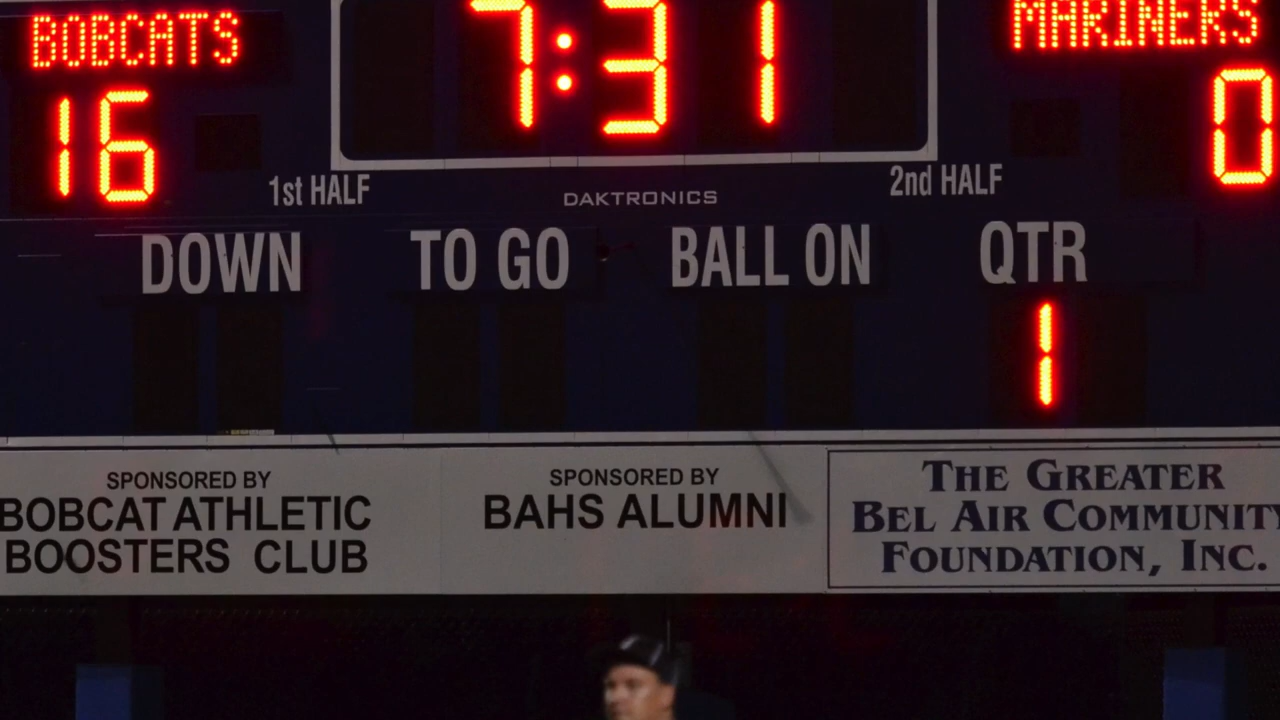 BOBCATS
7:31
MARINERS
16
0
1st HALF
DAKTRONICS
2nd HALF
DOWN
TO GO
BALL ON
QTR
1
SPONSORED BY
BOBCAT ATHLETIC
BOOSTERS CLUB
SPONSORED BY
BAHS ALUMNI
THE GREATER
BEL AIR COMMUNITY
FOUNDATION, INC.